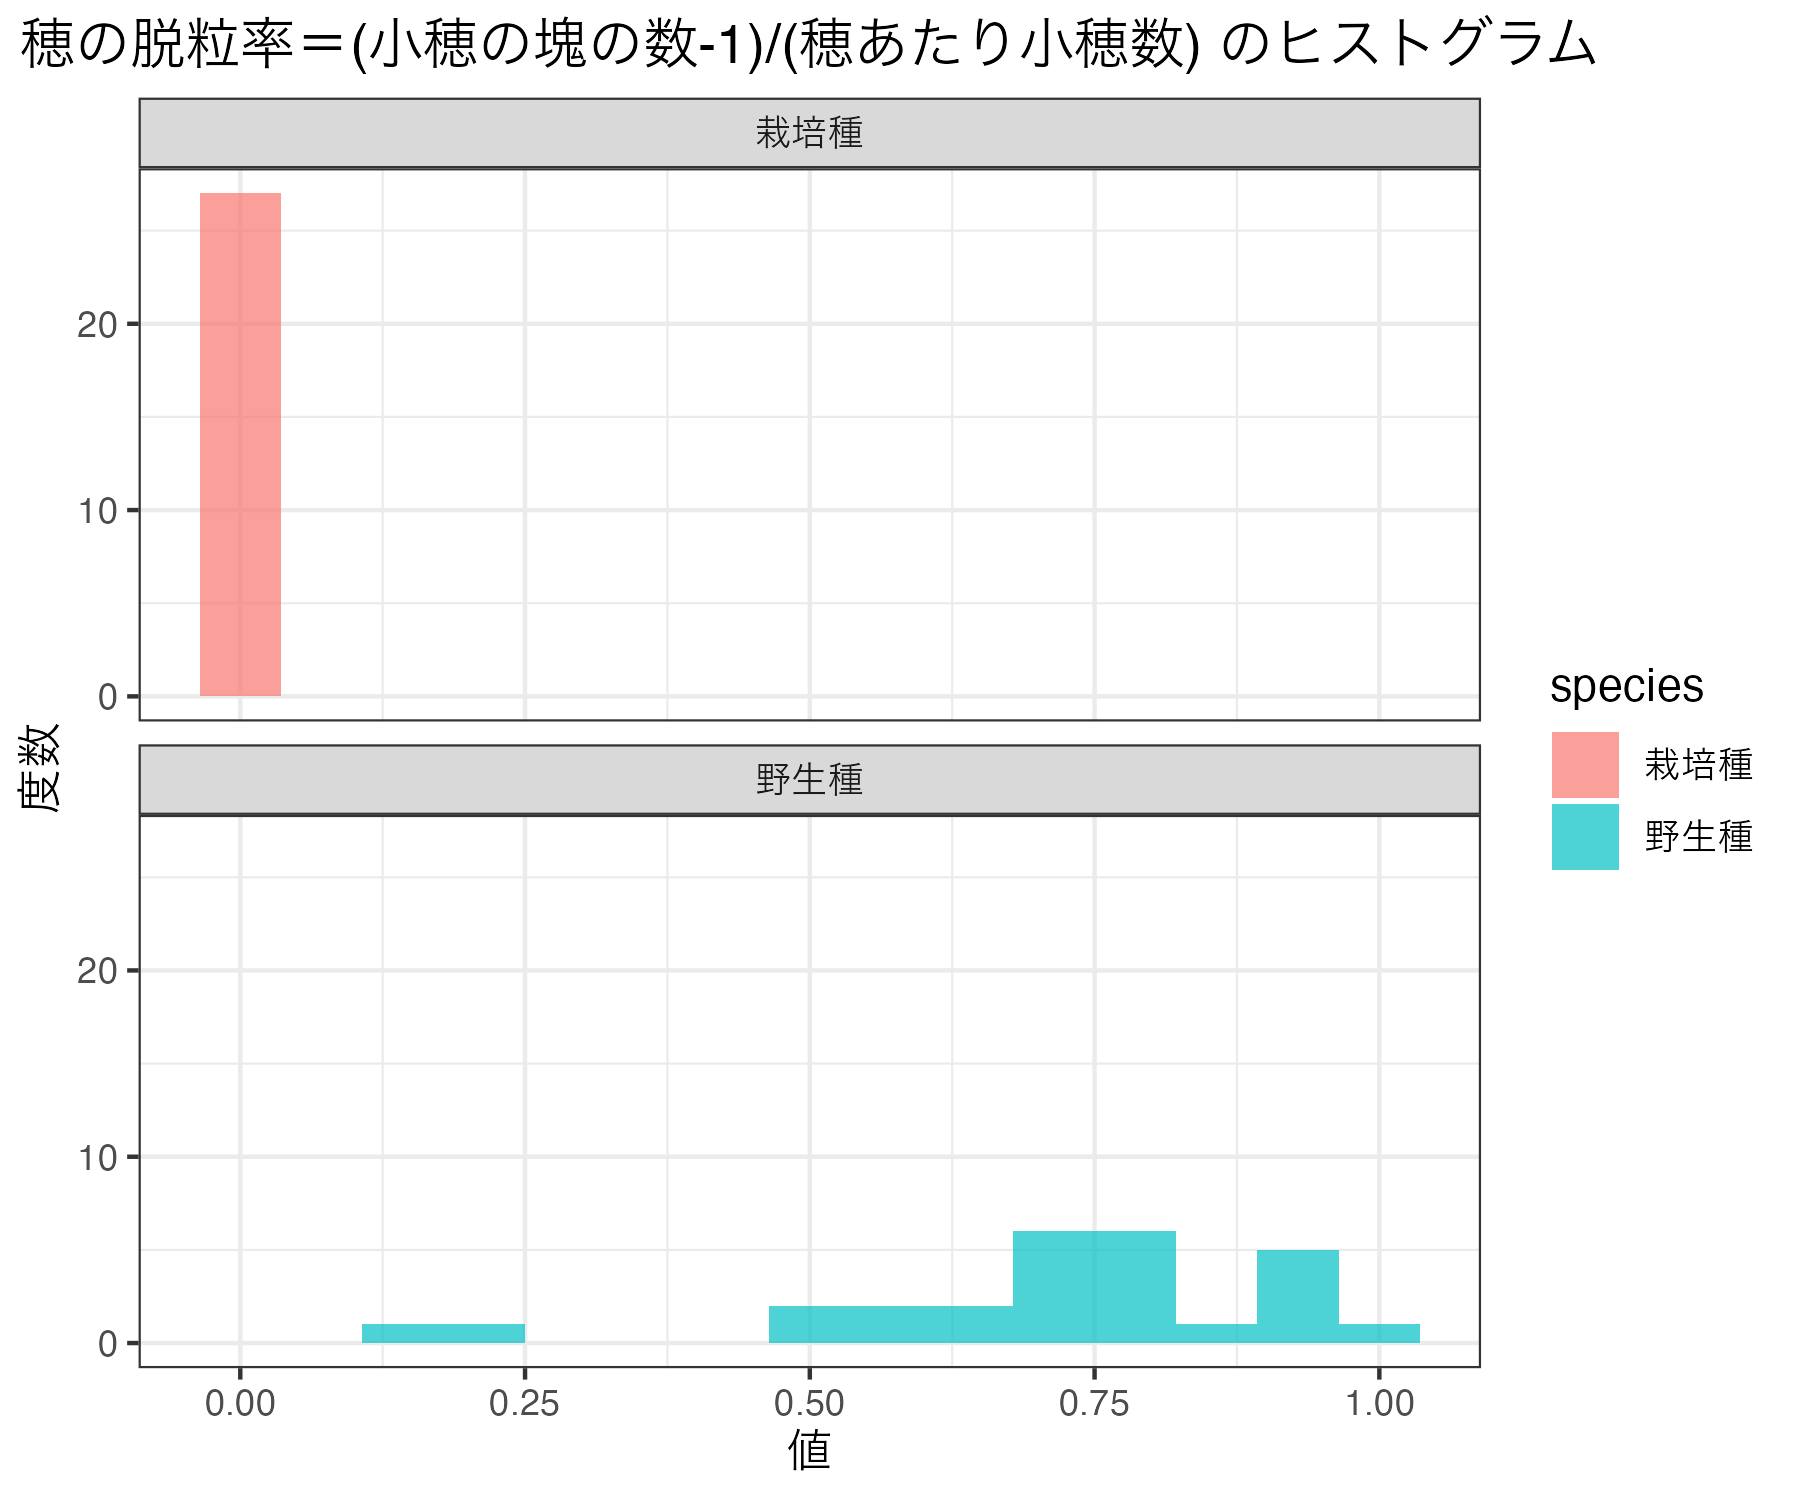 穂の脱粒率＝(小穂の塊の数-1)/(穂あたり小穂数) のヒストグラム
栽培種
20
10
0
野生種
20
10
0
0.00 0.25 0.50 0.75 1.00
値
度数
species
栽培種
野生種